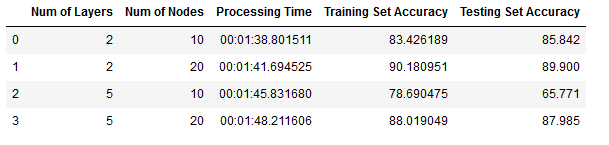 Num of Layers Num of Nodes Processing Time Training Set Accuracy Testing Set Accuracy
0 2 10 00:01:38.801511 83.426189 85.842
1 2 20 00:01:41.694525 90.180951 89.900
2 5 10 00:01:45.831680 78.690475 65.771
3 5 20 00:01:48.211606 88.019049 87.985